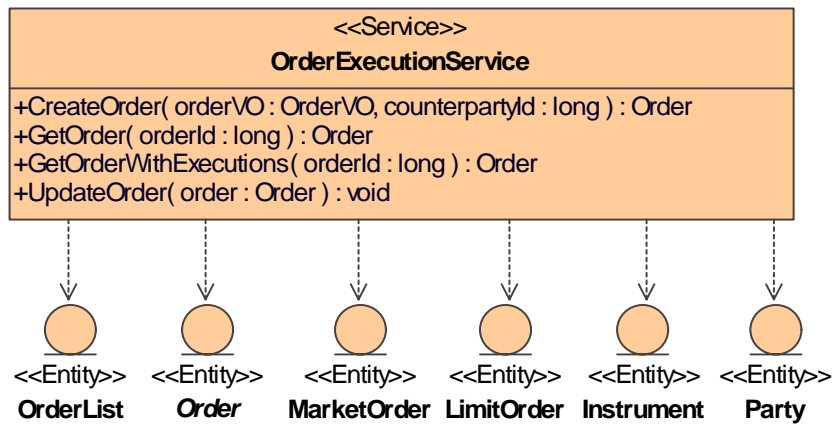 <<Service>>
OrderExecutionService
+CreateOrder( orderVO : OrderVO, counterpartyId : long ) : Order
+GetOrder( orderId : long ) : Order
+GetOrderWithExecutions( orderId : long ) : Order
+UpdateOrder( order : Order ) : void
<<Entity>> <<Entity>> <<Entity>> <<Entity>> <<Entity>> <<Entity>>
OrderList Order MarketOrder LimitOrder Instrument Party